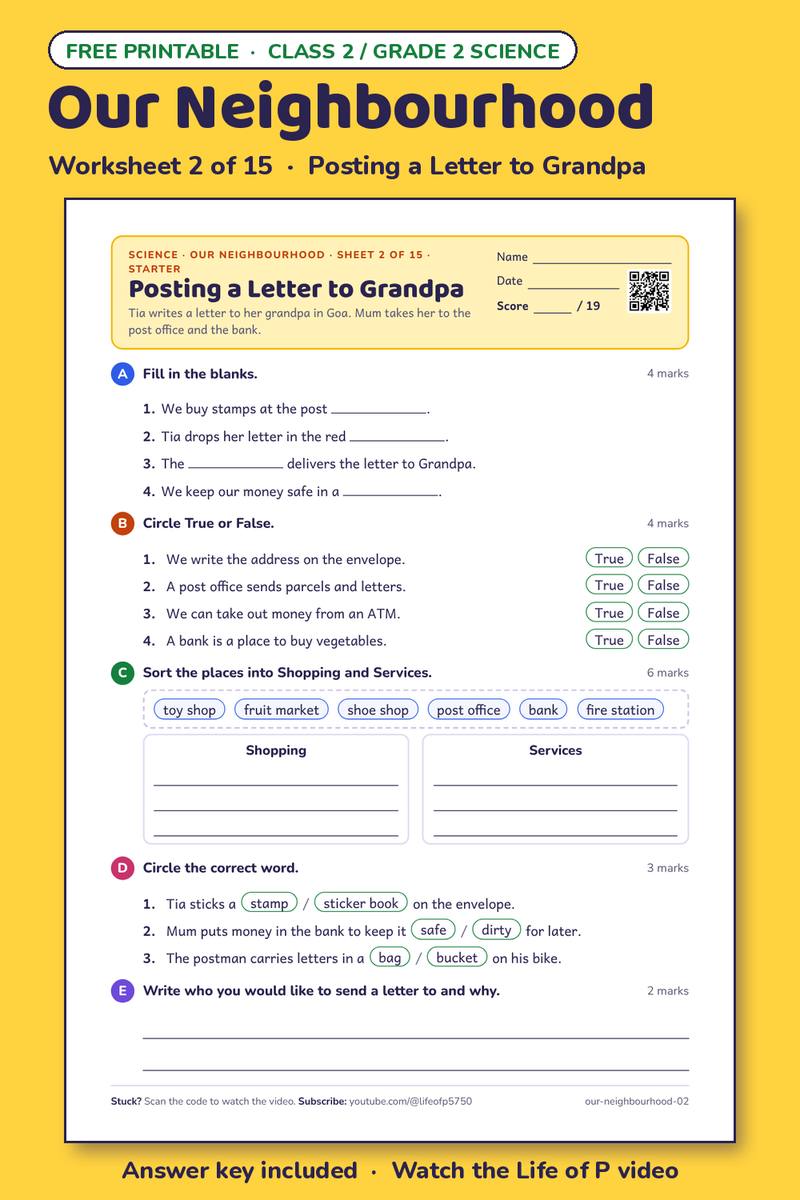 FREE PRINTABLE · CLASS 2 / GRADE 2 SCIENCE
Our Neighbourhood
Worksheet 2 of 15 · Posting a Letter to Grandpa
SCIENCE · OUR NEIGHBOURHOOD · SHEET 2 OF 15 ·
STARTER
Posting a Letter to Grandpa
Tia writes a letter to her grandpa in Goa. Mum takes her to the
post office and the bank.
Name ______
Date ______
Score ______ / 19
A Fill in the blanks. 4 marks
1. We buy stamps at the post ______.
2. Tia drops her letter in the red ______.
3. The ______ delivers the letter to Grandpa.
4. We keep our money safe in a ______.
B Circle True or False. 4 marks
1. We write the address on the envelope. True False
2. A post office sends parcels and letters. True False
3. We can take out money from an ATM. True False
4. A bank is a place to buy vegetables. True False
C Sort the places into Shopping and Services. 6 marks
toy shop fruit market shoe shop post office bank fire station
Shopping Services
D Circle the correct word. 3 marks
1. Tia sticks a stamp / sticker book on the envelope.
2. Mum puts money in the bank to keep it safe / dirty for later.
3. The postman carries letters in a bag / bucket on his bike.
E Write who you would like to send a letter to and why. 2 marks
Stuck? Scan the code to watch the video. Subscribe: youtube.com/@lifeofp5750 our-neighbourhood-02
Answer key included · Watch the Life of P video